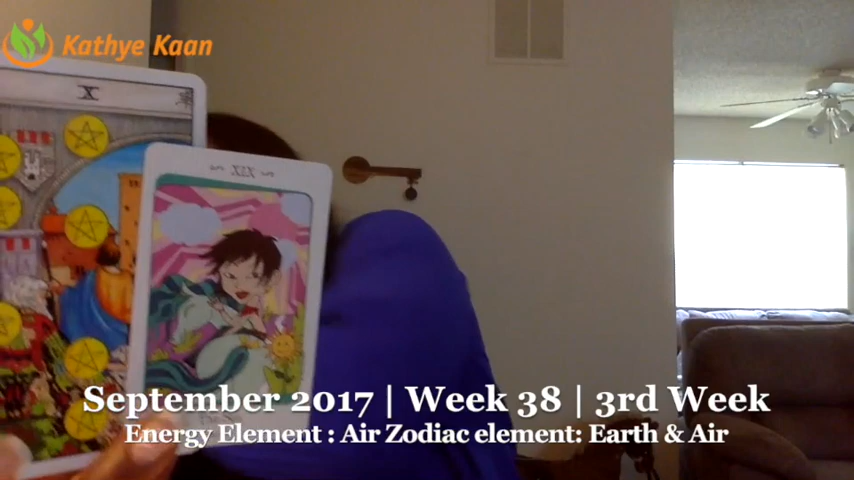 Kathye Kaan
X
XIX
September 2017 | Week 38 | 3rd Week
Energy Element : Air Zodiac element: Earth & Air